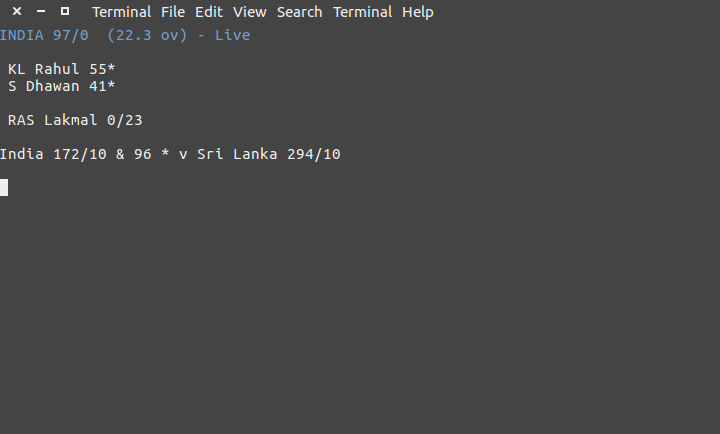 Terminal File Edit View Search Terminal Help
INDIA 97/0 (22.3 ov) - Live
KL Rahul 55*
S Dhawan 41*
RAS Lakmal 0/23
India 172/10 & 96 * v Sri Lanka 294/10